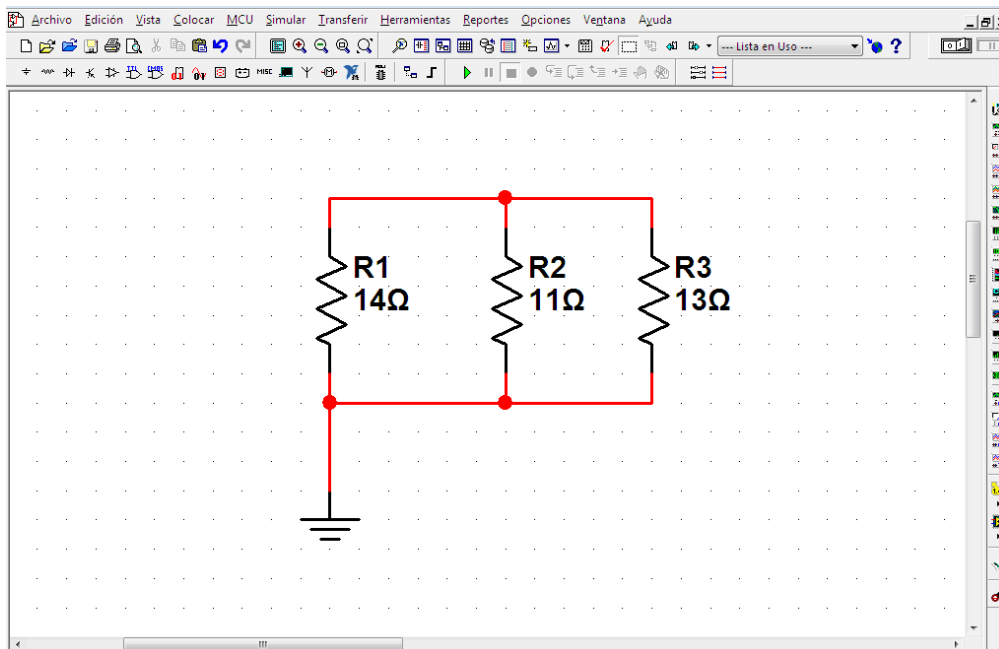 Archivo Edición Vista Colocar MCU Simular Transferir Herramientas Reportes Opciones Ventana Ayuda
--- Lista en Uso ---
MISC
R1
14Ω
R2
11Ω
R3
13Ω